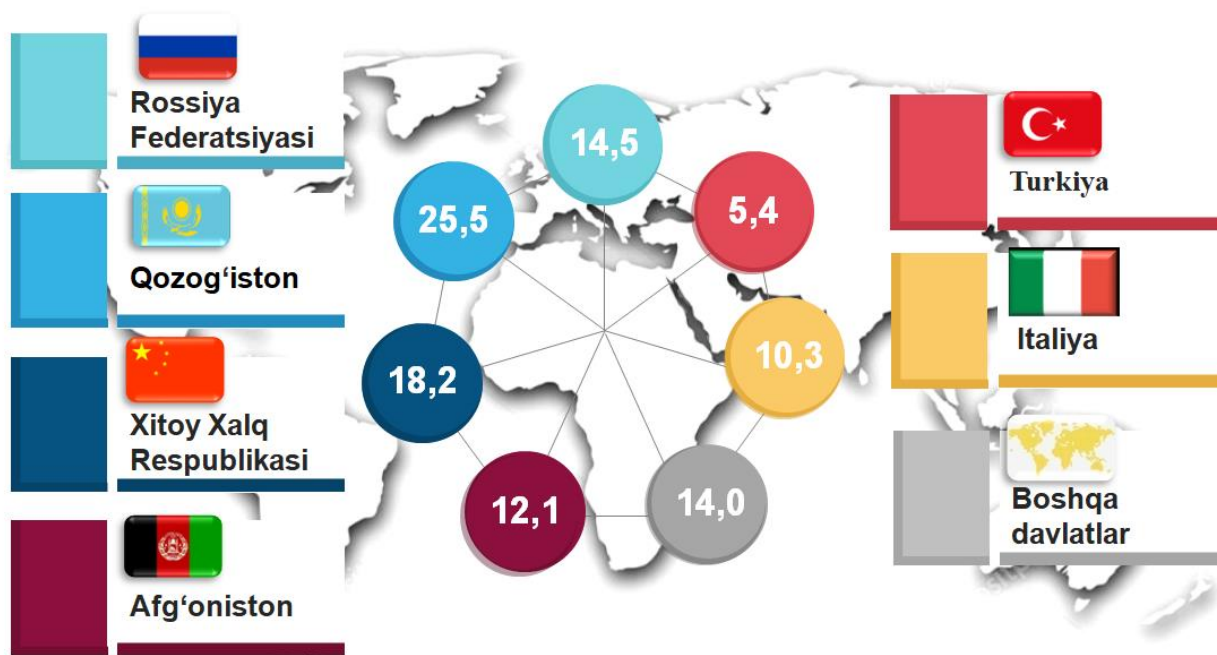 Rossiya
Federatsiyasi
Qozog‘iston
Xitoy Xalq
Respublikasi
Afg‘oniston
14,5
25,5
5,4
18,2
10,3
12,1
14,0
Turkiya
Italiya
Boshqa
davlatlar